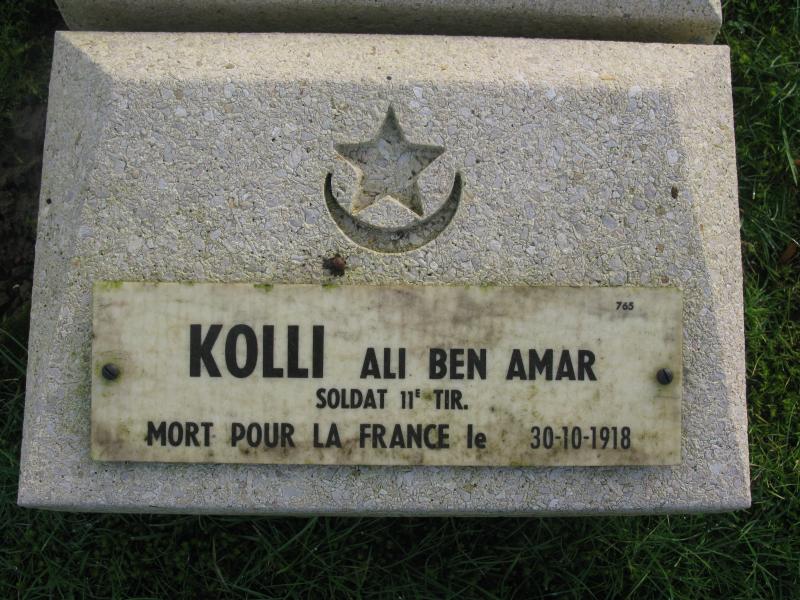 765
KOLLI ALI BEN AMAR
SOLDAT 11E TIR.
MORT POUR LA FRANCE le 30-10-1918